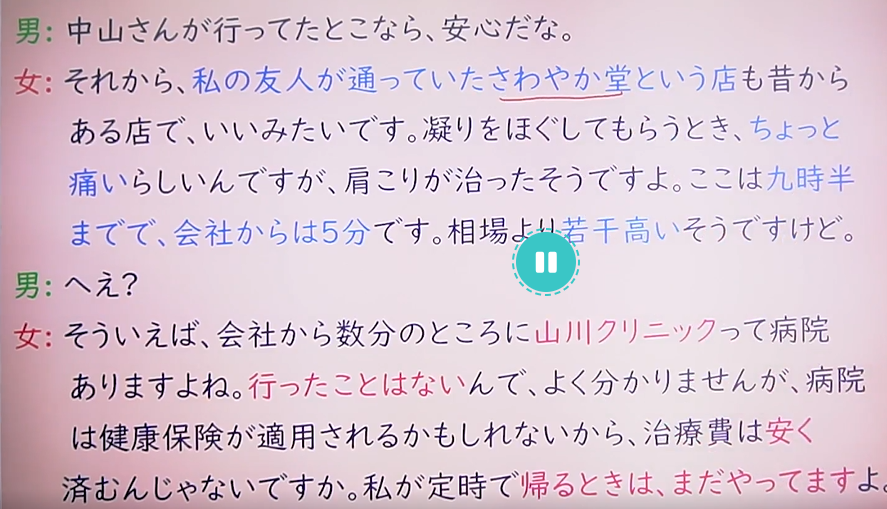 男: 中山さんが行ってたとこなら、安心だな。
女: それから、私の友人が通っていたさわやか堂という店も昔から
ある店で、いいみたいです。凝りをほぐしてもらうとき、ちょっと
痛いらしいんですが、肩こりが治ったそうですよ。ここは九時半
までで、会社からは5分です。相場より若干高いそうですけど。
男: へえ?
女: そういえば、会社から数分のところに山川クリニックって病院
ありますよね。行ったことはないんで、よく分かりませんが、病院
は健康保険が適用されるかもしれないから、治療費は安く
済むんじゃないですか。私が定時で帰るときは、まだやってますよ。